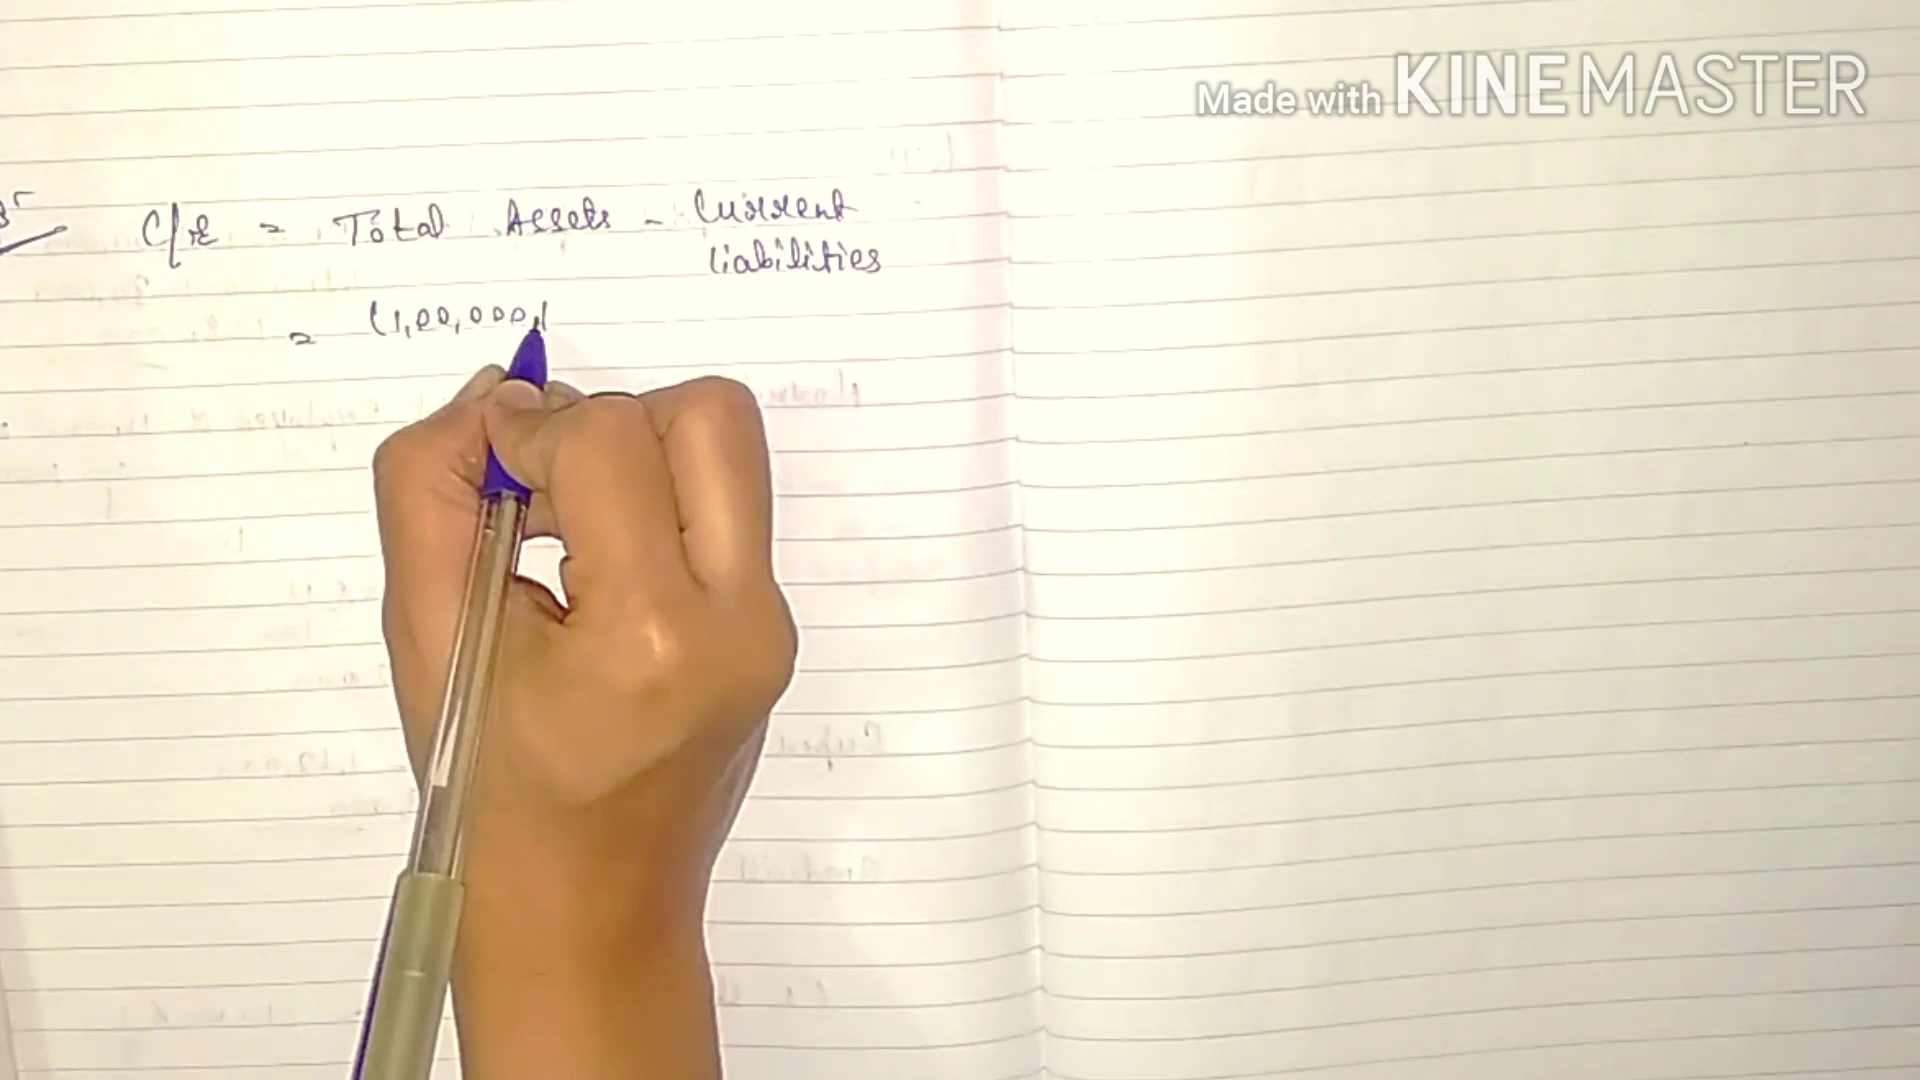 Made with KINEMASTER
C/E = Total Assets - Current
liabilities
= (1,00,000